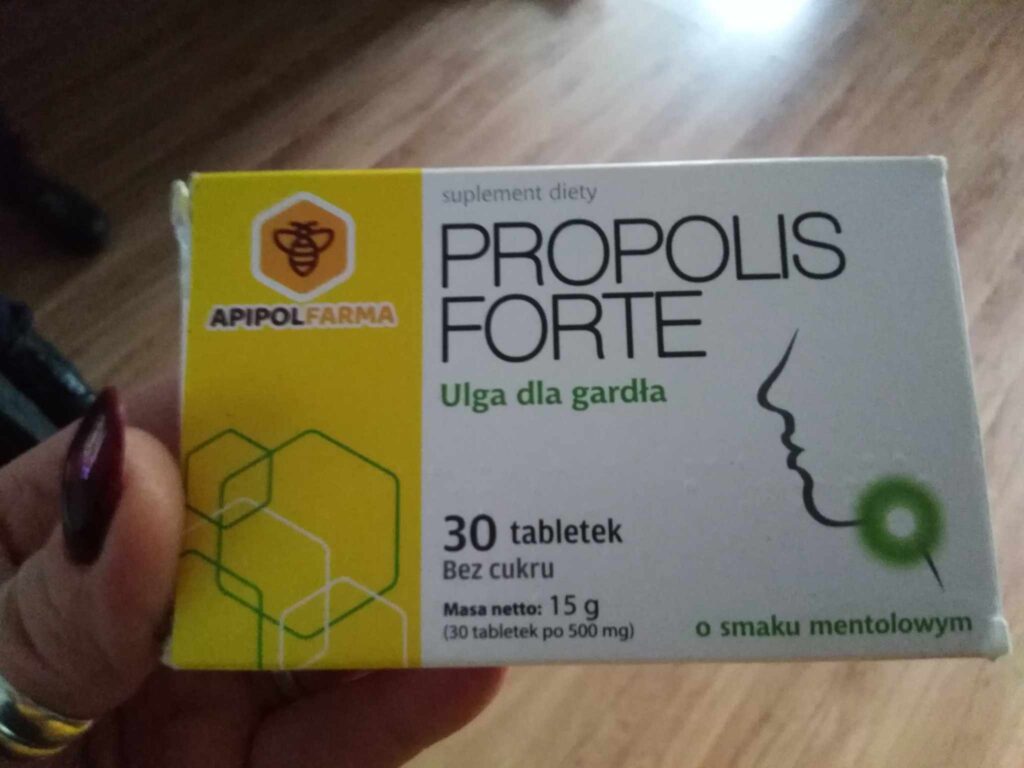 APIPOLFARMA
suplement diety
PROPOLIS
FORTE
Ulga dla gardła
30 tabletek
Bez cukru
Masa netto: 15 g
(30 tabletek po 500 mg)
o smaku mentolowym